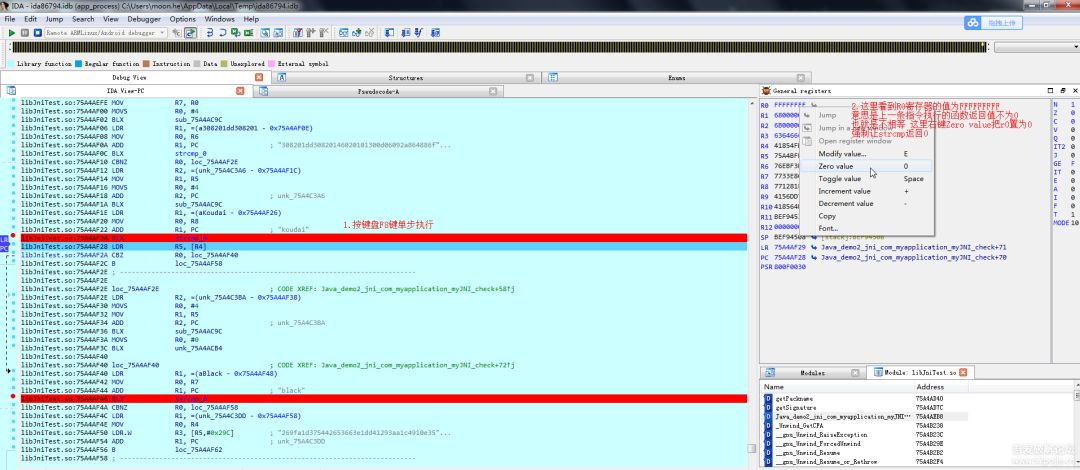 IDA - ida86794.idb (app_process) C:\Users\moon.he\AppData\Local\Temp\ida86794.idb
File Edit Jump Search View Debugger Options Windows Help
Remote ARMLinux/Android debugger
拖拽上传
Library function Regular function Instruction Data Unexplored External symbol
Debug View Structures Enums
IDA View-PC Pseudocode-A
libJniTest.so:75A4AEFE MOV R7, R0
libJniTest.so:75A4AF00 MOVS R0, #4
libJniTest.so:75A4AF02 BLX sub_75A4AC9C
libJniTest.so:75A4AF06 LDR R1, =(a308201dd308201 - 0x75A4AF0E)
libJniTest.so:75A4AF08 MOV R0, R6
libJniTest.so:75A4AF0A ADD R1, PC ; "308201dd30820146020101300d06092a864886f"...
libJniTest.so:75A4AF0C BLX strcmp_0
libJniTest.so:75A4AF10 CBNZ R0, loc_75A4AF2E
libJniTest.so:75A4AF12 LDR R2, =(unk_75A4C3A6 - 0x75A4AF1C)
libJniTest.so:75A4AF14 MOV R1, R5
libJniTest.so:75A4AF16 MOVS R0, #4
libJniTest.so:75A4AF18 ADD R2, PC ; unk_75A4C3A6
libJniTest.so:75A4AF1A BLX sub_75A4AC9C
libJniTest.so:75A4AF1E LDR R1, =(aKoudai - 0x75A4AF26)
libJniTest.so:75A4AF20 MOV R0, R8
libJniTest.so:75A4AF22 ADD R1, PC ; "koudai"
1.按键盘F8键单步执行
libJniTest.so:75A4AF24 BLX strcmp_0
libJniTest.so:75A4AF28 LDR R5, [R4]
libJniTest.so:75A4AF2A CBZ R0, loc_75A4AF40
libJniTest.so:75A4AF2C B loc_75A4AF58
libJniTest.so:75A4AF2E ; ---------------------------------------------------------------------------
libJniTest.so:75A4AF2E
libJniTest.so:75A4AF2E loc_75A4AF2E ; CODE XREF: Java_demo2_jni_com_myapplication_myJNI_check+58↑j
libJniTest.so:75A4AF2E LDR R2, =(unk_75A4C3BA - 0x75A4AF38)
libJniTest.so:75A4AF30 MOVS R0, #4
libJniTest.so:75A4AF32 MOV R1, R5
libJniTest.so:75A4AF34 ADD R2, PC ; unk_75A4C3BA
libJniTest.so:75A4AF36 BLX sub_75A4AC9C
libJniTest.so:75A4AF3A MOVS R0, #0
libJniTest.so:75A4AF3C BLX unk_75A4ACB4
libJniTest.so:75A4AF40
libJniTest.so:75A4AF40 loc_75A4AF40 ; CODE XREF: Java_demo2_jni_com_myapplication_myJNI_check+72↑j
libJniTest.so:75A4AF40 LDR R1, =(aBlack - 0x75A4AF48)
libJniTest.so:75A4AF42 MOV R0, R7
libJniTest.so:75A4AF44 ADD R1, PC ; "black"
libJniTest.so:75A4AF46 BLX strcmp_0
libJniTest.so:75A4AF4A CBNZ R0, loc_75A4AF58
libJniTest.so:75A4AF4C LDR R1, =(unk_75A4C3DD - 0x75A4AF58)
libJniTest.so:75A4AF4E MOV R0, R4
libJniTest.so:75A4AF50 LDR.W R3, [R5,#0x29C] ; "269fa1d375442653663e1dd41293aa1c4910e35"...
libJniTest.so:75A4AF54 ADD R1, PC ; unk_75A4C3DD
libJniTest.so:75A4AF56 B loc_75A4AF62
libJniTest.so:75A4AF58 ; ---------------------------------------------------------------------------
LR
PC
General registers
R0 FFFFFFFF
2.这里看到R0寄存器的值为FFFFFFFFF
意思是上一条指令执行的函数返回值不为0
也就是不相等 这里右键Zero value把r0置为0
强制让strcmp返回0
R1
R2
R3
R4 41854F
R5 75A4BF
R6 76EBF3
R7 7733E8
R8 771281
R9 4156DD
R10 418564
R11 BEF945
R12 000000
SP BEF94508 [stack]:BEF94508
LR 75A4AF29 Java_demo2_jni_com_myapplication_myJNI_check+71
PC 75A4AF28 Java_demo2_jni_com_myapplication_myJNI_check+70
PSR 800F0030
Jump
Jump in a
Open register window
Modify value... E
Zero value 0
Toggle value Space
Increment value +
Decrement value -
Copy
Font...
N 1
Z 0
C 0
V 0
Q 0
IT2 0
J 0
GE F
IT 0
E 0
A 0
I 0
F 0
T 1
Modules Module: libJniTest.so
Name Address
getPackname 75A4AD40
getSignature 75A4AD7C
Java_demo2_jni_com_myapplication_myJNI··· 75A4AEB8
_Unwind_GetCFA 75A4B238
__gnu_Unwind_RaiseException 75A4B23C
__gnu_Unwind_ForcedUnwind 75A4B29E
__gnu_Unwind_Resume 75A4B2B2
__gnu_Unwind_Resume_or_Rethrow 75A4B2F4